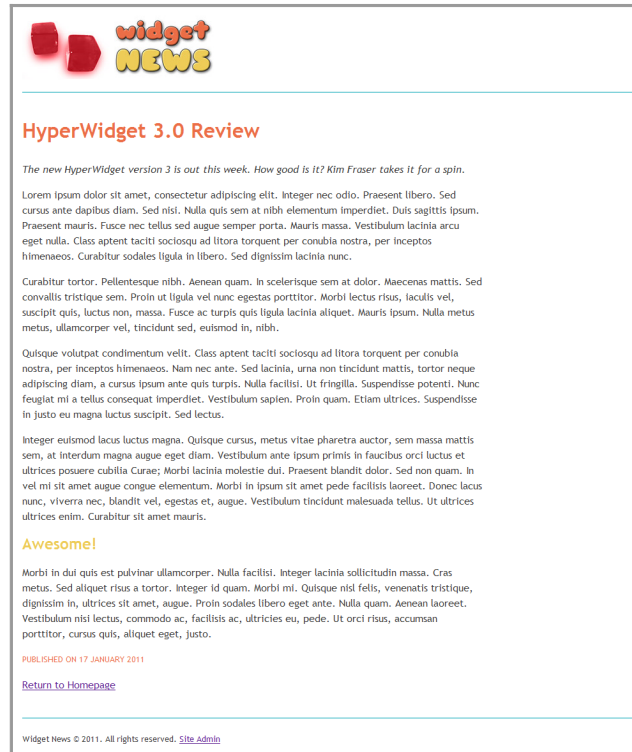 widget
NEWS
HyperWidget 3.0 Review
The new HyperWidget version 3 is out this week. How good is it? Kim Fraser takes it for a spin.
Lorem ipsum dolor sit amet, consectetur adipiscing elit. Integer nec odio. Praesent libero. Sed
cursus ante dapibus diam. Sed nisi. Nulla quis sem at nibh elementum imperdiet. Duis sagittis ipsum.
Praesent mauris. Fusce nec tellus sed augue semper porta. Mauris massa. Vestibulum lacinia arcu
eget nulla. Class aptent taciti sociosqu ad litora torquent per conubia nostra, per inceptos
himenaeos. Curabitur sodales ligula in libero. Sed dignissim lacinia nunc.
Curabitur tortor. Pellentesque nibh. Aenean quam. In scelerisque sem at dolor. Maecenas mattis. Sed
convallis tristique sem. Proin ut ligula vel nunc egestas porttitor. Morbi lectus risus, iaculis vel,
suscipit quis, luctus non, massa. Fusce ac turpis quis ligula lacinia aliquet. Mauris ipsum. Nulla metus
metus, ullamcorper vel, tincidunt sed, euismod in, nibh.
Quisque volutpat condimentum velit. Class aptent taciti sociosqu ad litora torquent per conubia
nostra, per inceptos himenaeos. Nam nec ante. Sed lacinia, urna non tincidunt mattis, tortor neque
adipiscing diam, a cursus ipsum ante quis turpis. Nulla facilisi. Ut fringilla. Suspendisse potenti. Nunc
feugiat mi a tellus consequat imperdiet. Vestibulum sapien. Proin quam. Etiam ultrices. Suspendisse
in justo eu magna luctus suscipit. Sed lectus.
Integer euismod lacus luctus magna. Quisque cursus, metus vitae pharetra auctor, sem massa mattis
sem, at interdum magna augue eget diam. Vestibulum ante ipsum primis in faucibus orci luctus et
ultrices posuere cubilia Curae; Morbi lacinia molestie dui. Praesent blandit dolor. Sed non quam. In
vel mi sit amet augue congue elementum. Morbi in ipsum sit amet pede facilisis laoreet. Donec lacus
nunc, viverra nec, blandit vel, egestas et, augue. Vestibulum tincidunt malesuada tellus. Ut ultrices
ultrices enim. Curabitur sit amet mauris.
Awesome!
Morbi in dui quis est pulvinar ullamcorper. Nulla facilisi. Integer lacinia sollicitudin massa. Cras
metus. Sed aliquet risus a tortor. Integer id quam. Morbi mi. Quisque nisl felis, venenatis tristique,
dignissim in, ultrices sit amet, augue. Proin sodales libero eget ante. Nulla quam. Aenean laoreet.
Vestibulum nisi lectus, commodo ac, facilisis ac, ultricies eu, pede. Ut orci risus, accumsan
porttitor, cursus quis, aliquet eget, justo.
PUBLISHED ON 17 JANUARY 2011
Return to Homepage
Widget News © 2011. All rights reserved. Site Admin